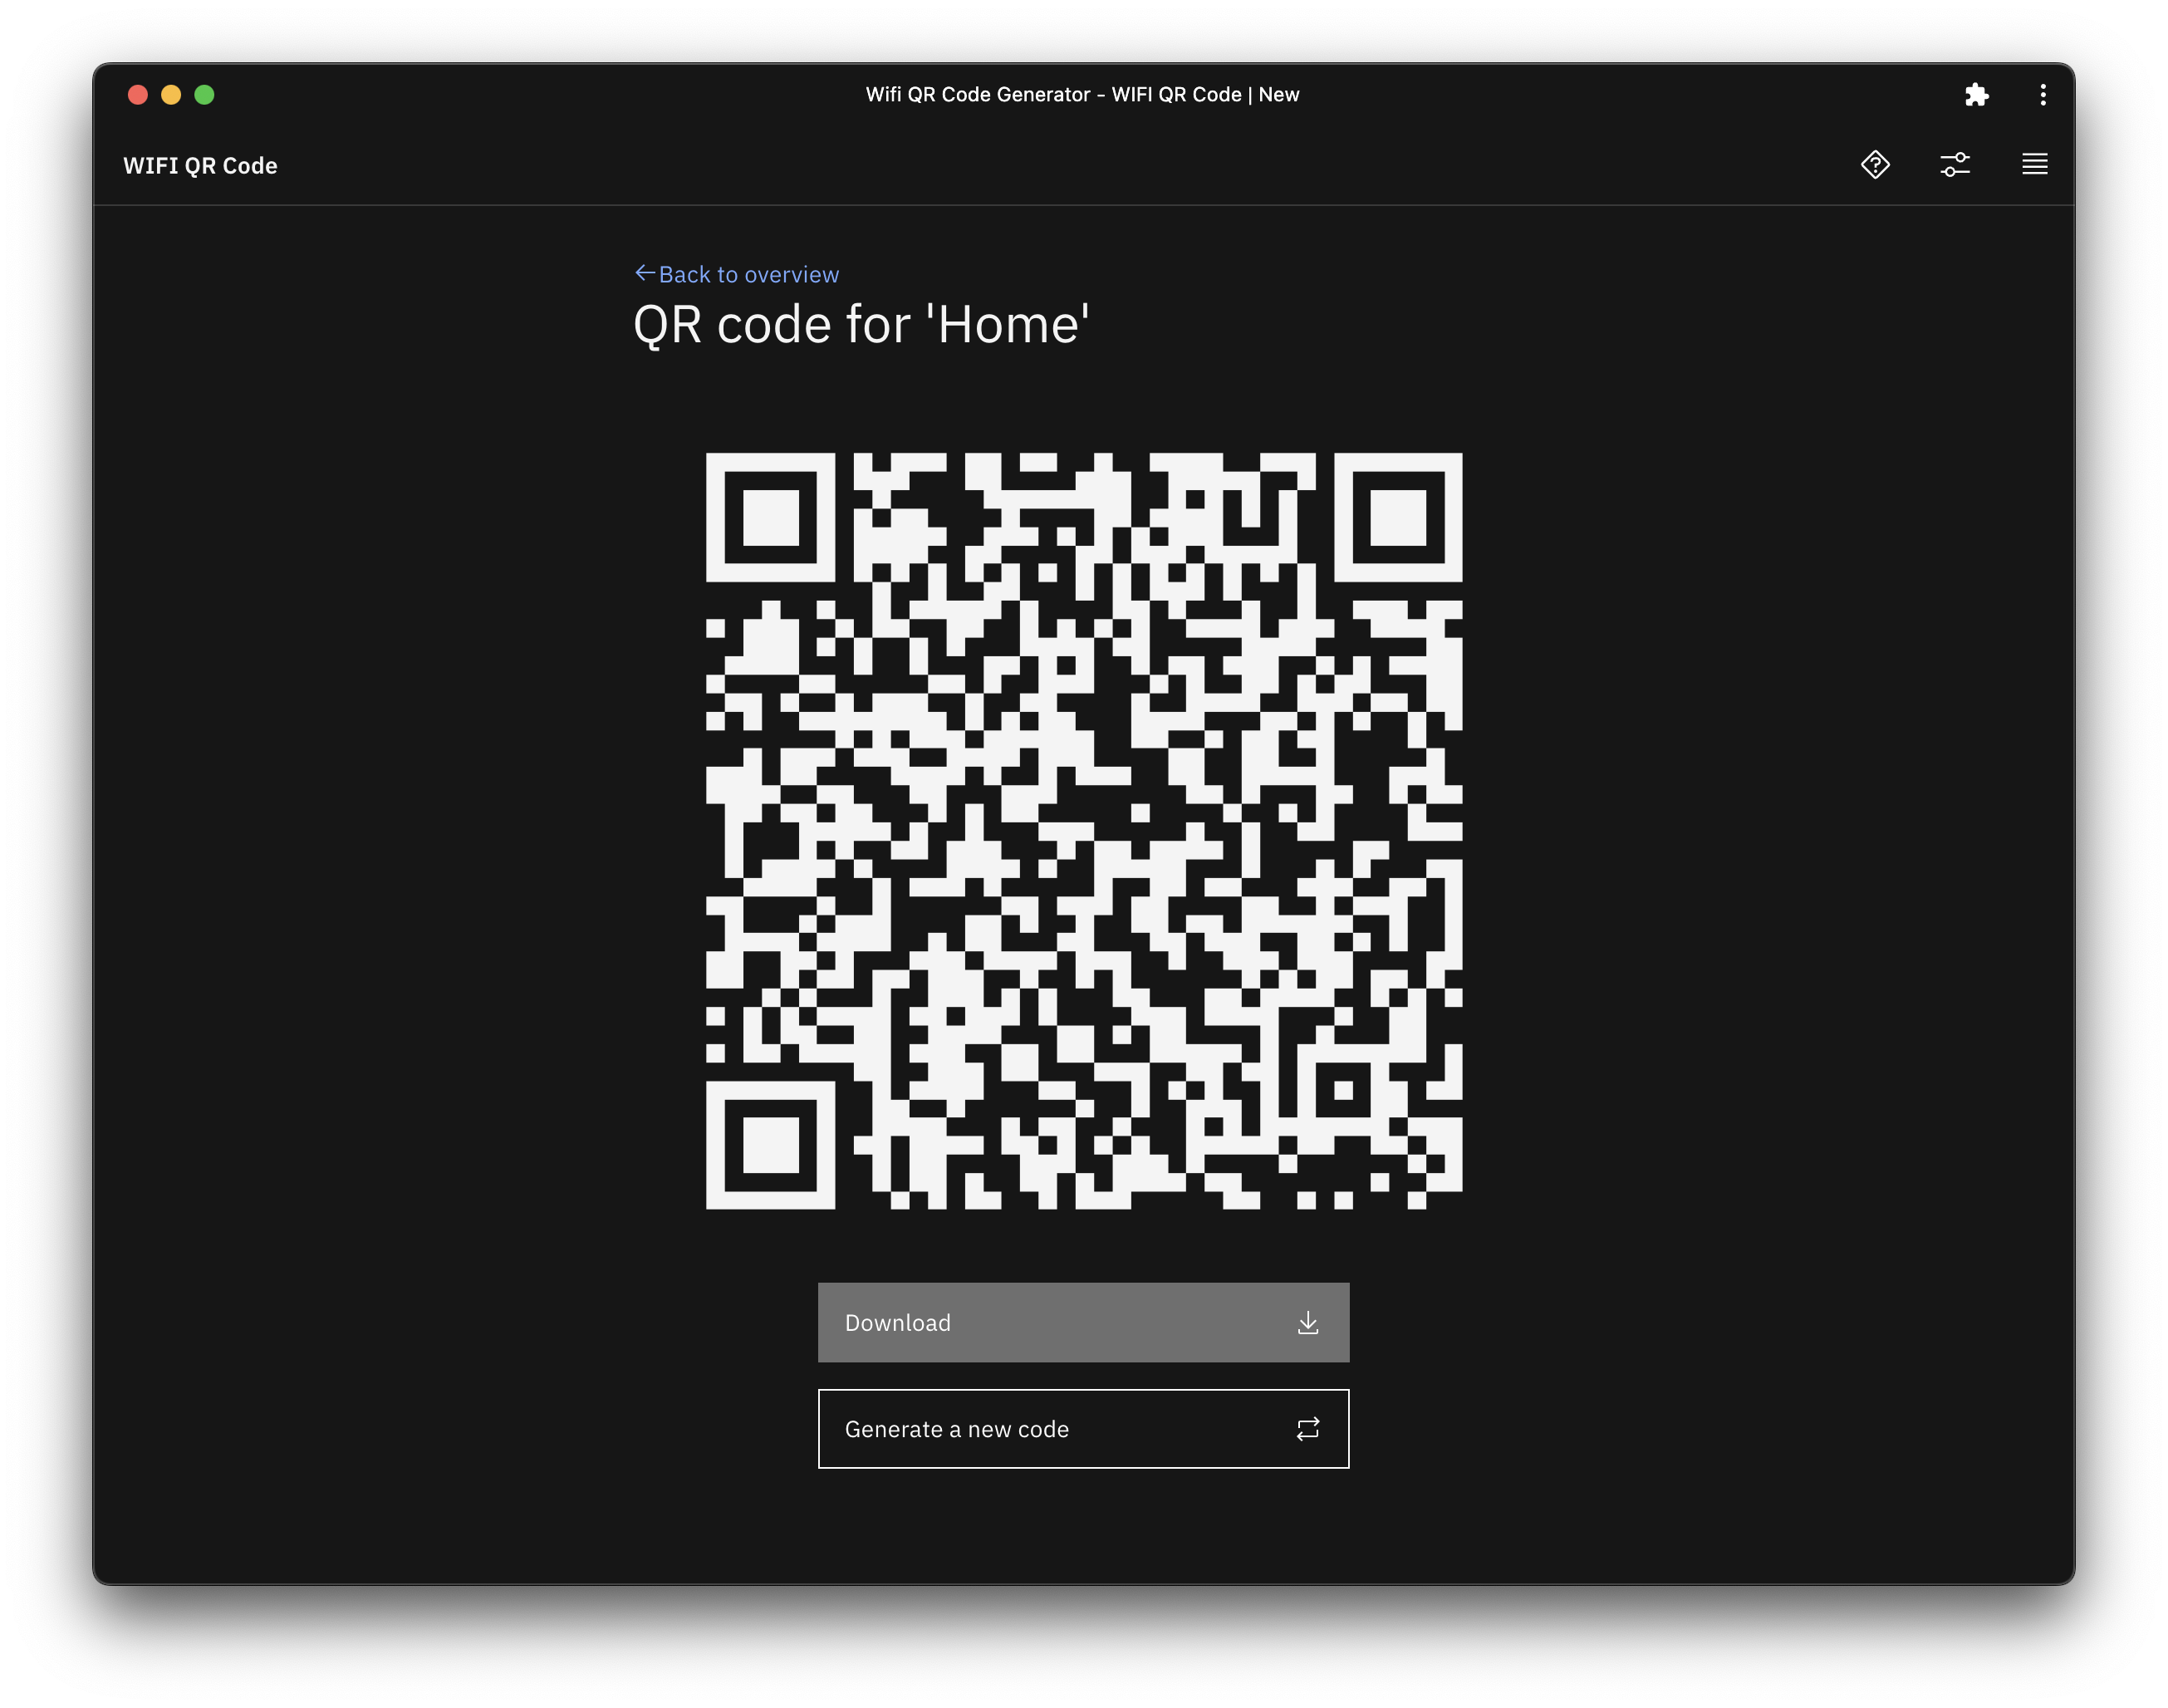 Wifi QR Code Generator - WIFI QR Code | New
WIFI QR Code
Back to overview
QR code for 'Home'
Download
Generate a new code